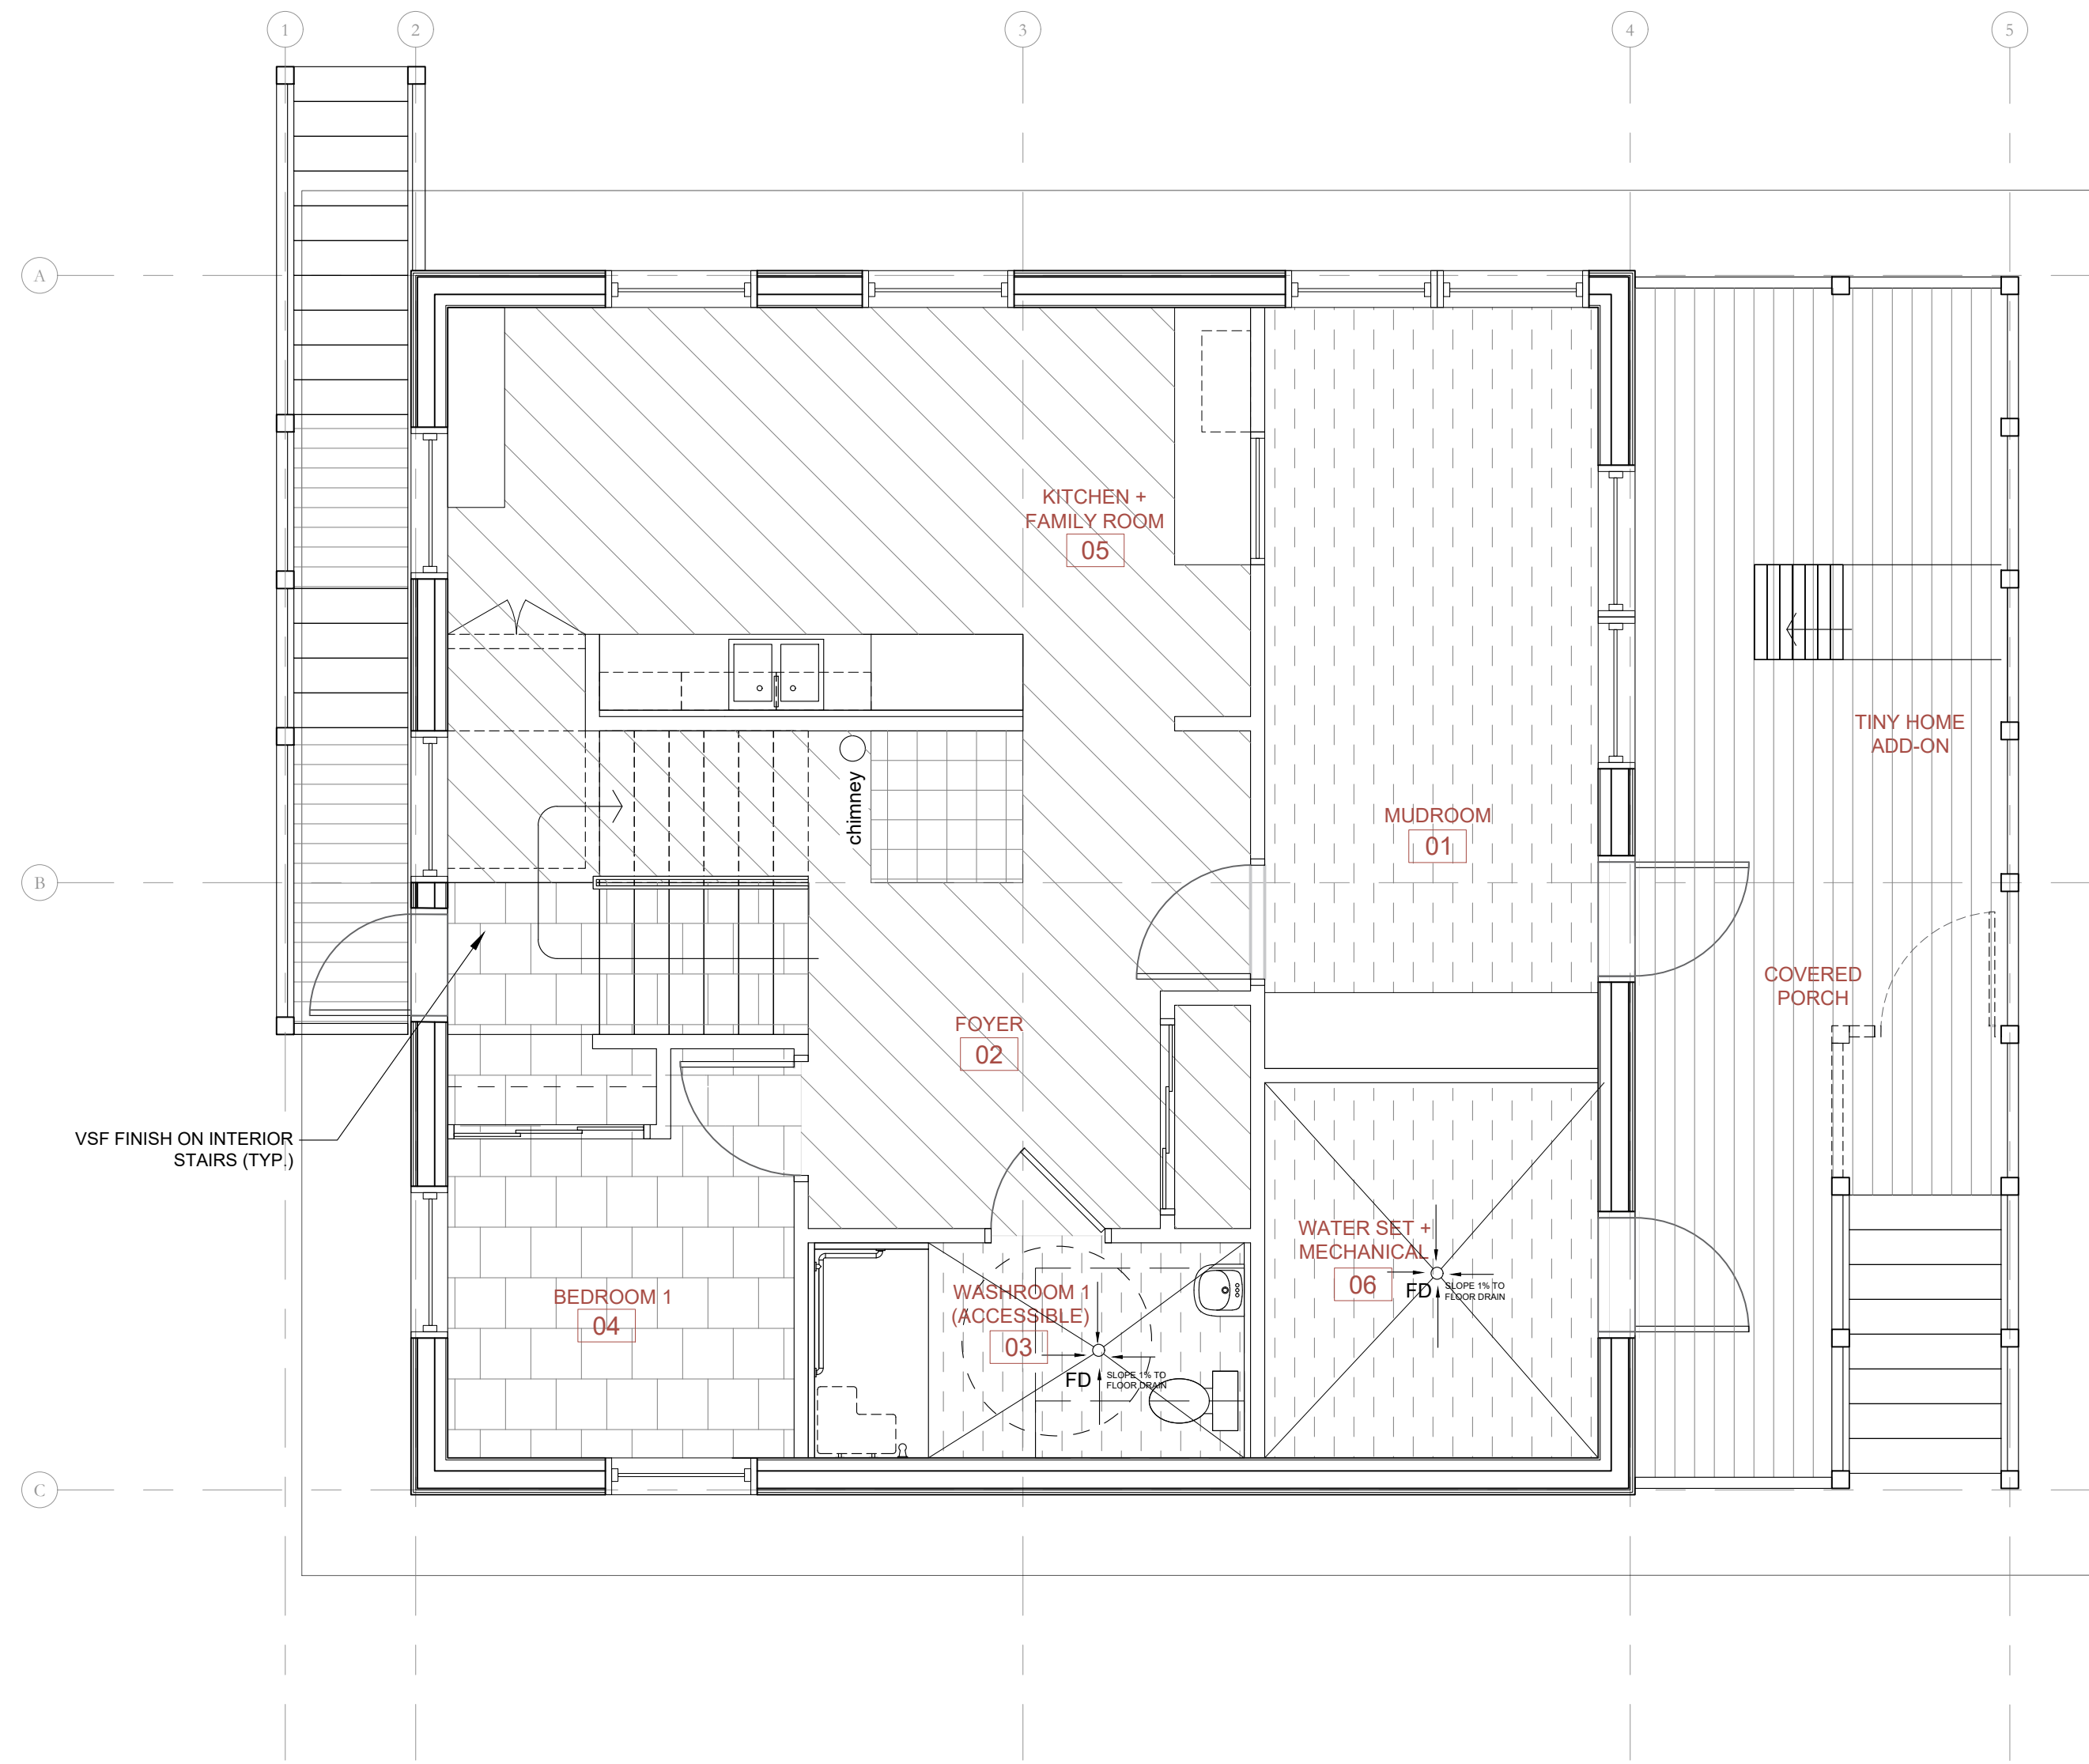 1
2
3
4
5
A
KITCHEN +
FAMILY ROOM
05
TINY HOME
ADD-ON
chimney
MUDROOM
01
B
COVERED
PORCH
FOYER
02
VSF FINISH ON INTERIOR
STAIRS (TYP.)
WATER SET +
MECHANICAL
06
FD
SLOPE 1% TO
FLOOR DRAIN
BEDROOM 1
04
WASHROOM 1
(ACCESSIBLE)
03
FD
SLOPE 1% TO
FLOOR DRAIN
C